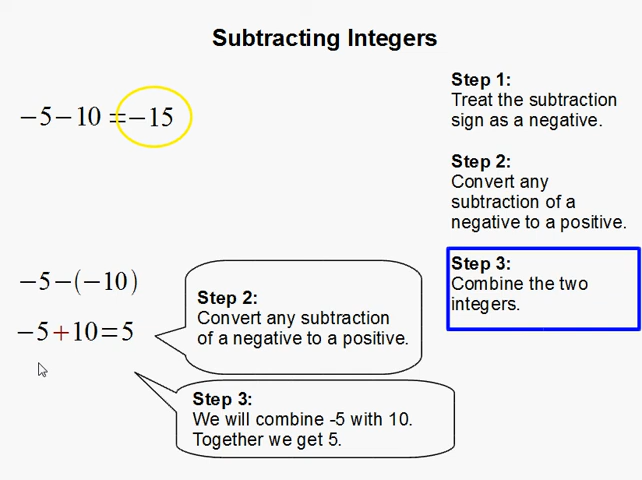 Subtracting Integers
−5−10=−15
Step 1:
Treat the subtraction
sign as a negative.
Step 2:
Convert any
subtraction of a
negative to a positive.
Step 3:
Combine the two
integers.
−5−(−10)
−5+10=5
Step 2:
Convert any subtraction
of a negative to a positive.
Step 3:
We will combine -5 with 10.
Together we get 5.